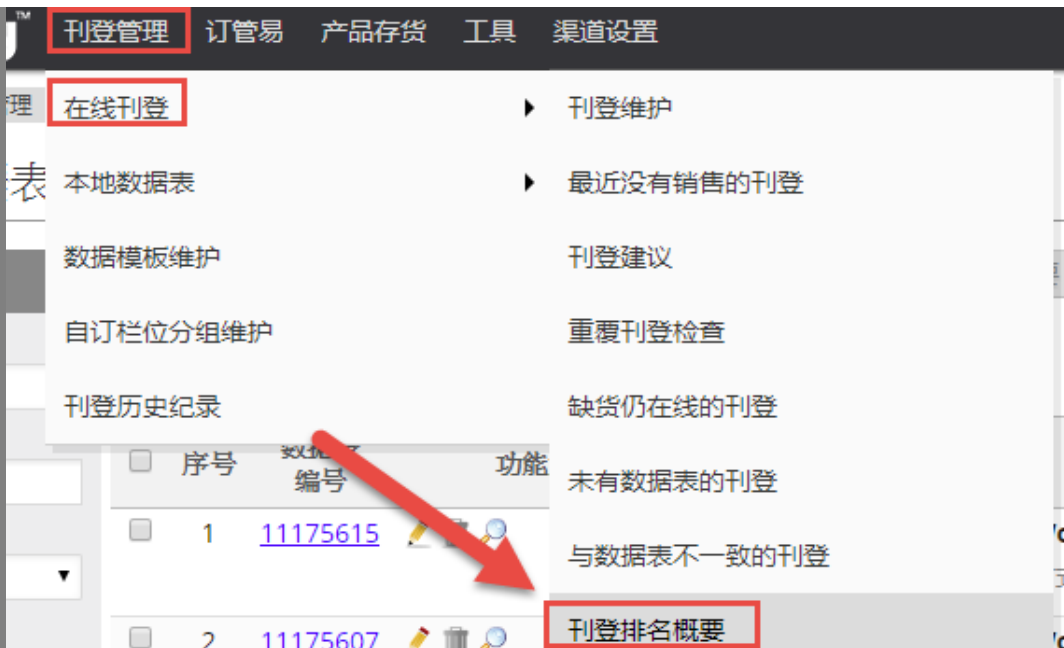 TM
刊登管理 订管易 产品存货 工具 渠道设置
理 在线刊登 刊登维护
表 本地数据表 最近没有销售的刊登
数据模板维护 刊登建议
自订栏位分组维护 重覆刊登检查
刊登历史纪录 缺货仍在线的刊登
序号 编号 功能 未有数据表的刊登
1 11175615 与数据表不一致的刊登
2 11175607 刊登排名概要